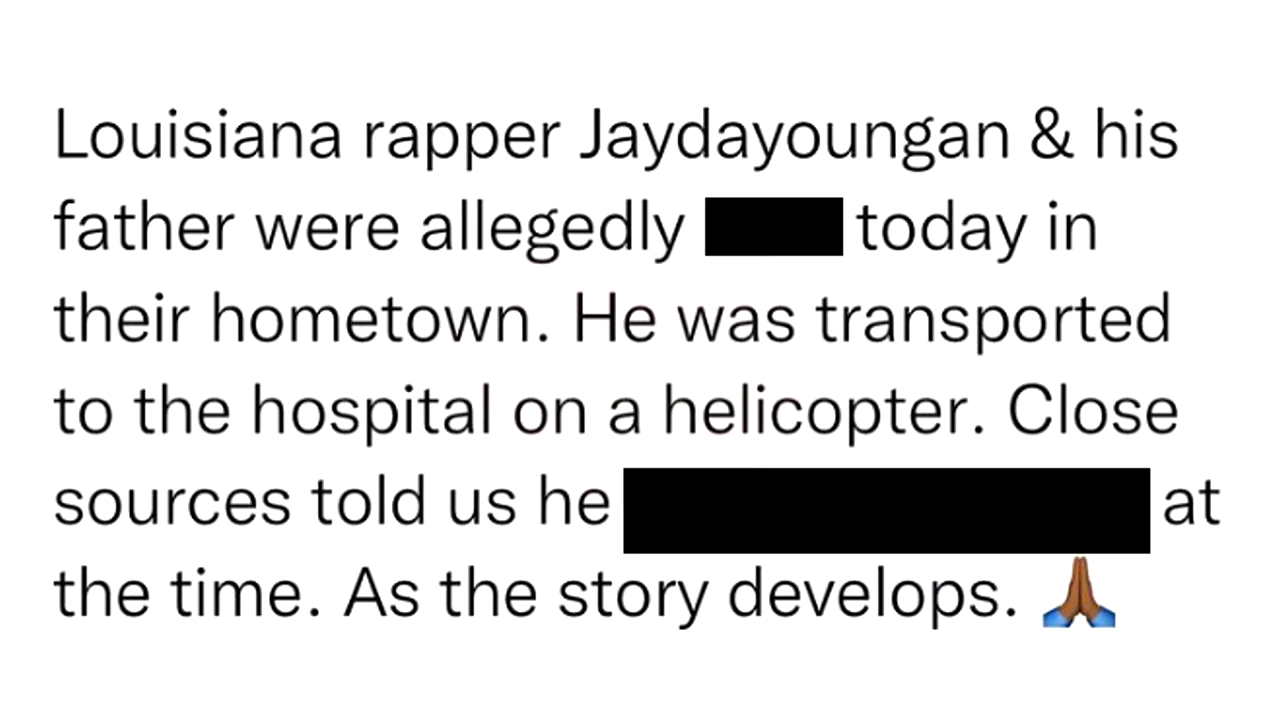 Louisiana rapper Jaydayoungan & his
father were allegedly today in
their hometown. He was transported
to the hospital on a helicopter. Close
sources told us he at
the time. As the story develops. 🙏🏾